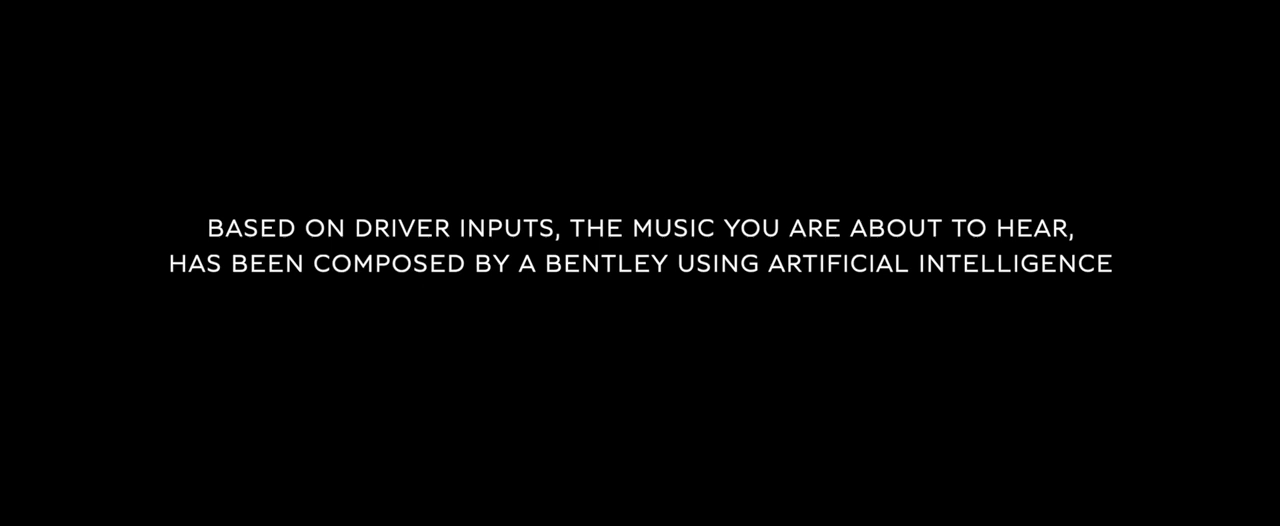 BASED ON DRIVER INPUTS, THE MUSIC YOU ARE ABOUT TO HEAR,
HAS BEEN COMPOSED BY A BENTLEY USING ARTIFICIAL INTELLIGENCE